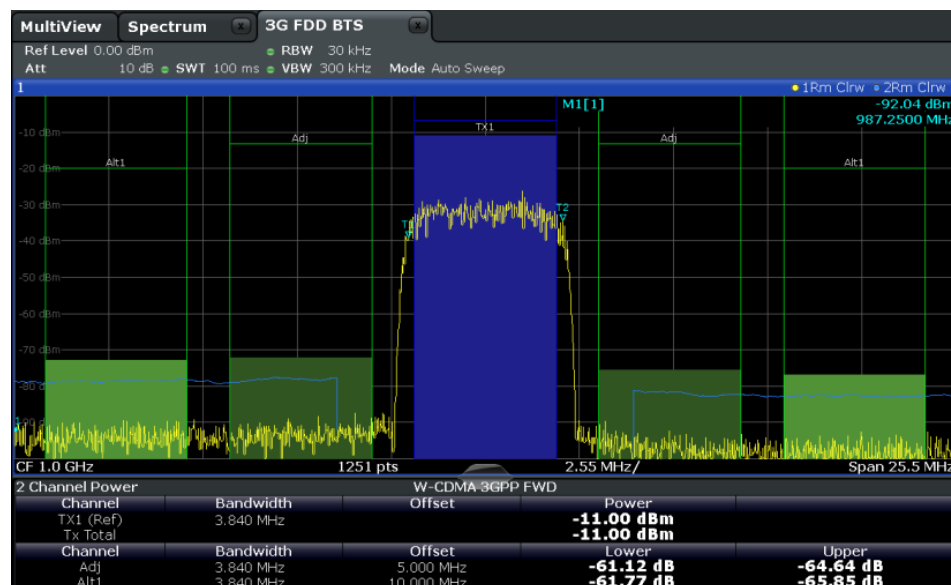 MultiView Spectrum x 3G FDD BTS x
Ref Level 0.00 dBm RBW 30 kHz
Att 10 dB SWT 100 ms VBW 300 kHz Mode Auto Sweep
1 1Rm Clrw 2Rm Clrw
M1[1] -92.04 dBm
987.2500 MHz
TX1
-10 dBm
Adj Adj
Alt1 Alt1
-20 dBm
-30 dBm
T2
-40 dBm
-50 dBm
-60 dBm
-70 dBm
CF 1.0 GHz 1251 pts 2.55 MHz/ Span 25.5 MHz
2 Channel Power W-CDMA 3GPP FWD
Channel Bandwidth Offset Power
TX1 (Ref) 3.840 MHz -11.00 dBm
Tx Total -11.00 dBm
Channel Bandwidth Offset Lower Upper
Adj 3.840 MHz 5.000 MHz -61.12 dB -64.64 dB
Alt1 3.840 MHz 10.000 MHz -61.77 dB -65.85 dB